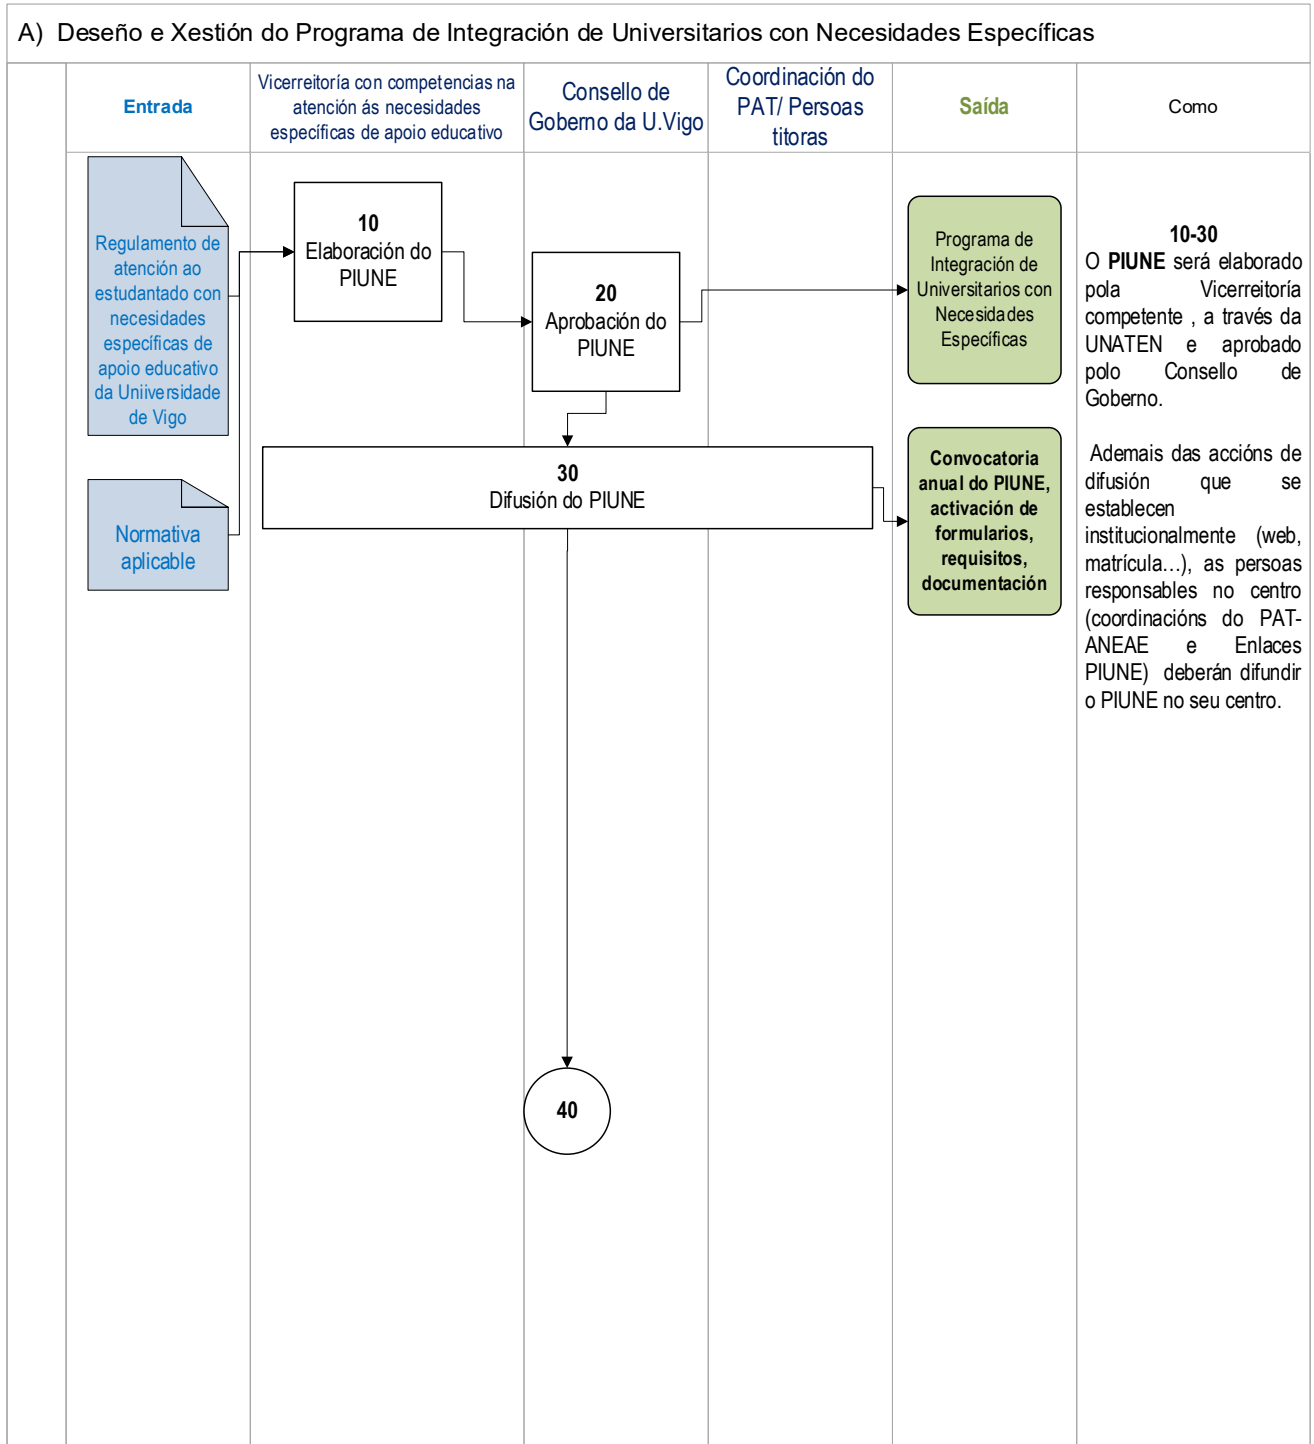 A) Deseño e Xestión do Programa de Integración de Universitarios con Necesidades Específicas
Entrada
Vicerreitoría con competencias na
atención ás necesidades
específicas de apoio educativo
Consello de
Goberno da U.Vigo
Coordinación do
PAT/ Persoas
titoras
Saída
Como
Regulamento de
atención ao
estudantado con
necesidades
específicas de
apoio educativo
da Uniiversidade
de Vigo
Normativa
aplicable
10
Elaboración do
PIUNE
20
Aprobación do
PIUNE
30
Difusión do PIUNE
40
Programa de
Integración de
Universitarios con
Necesidades
Específicas
Convocatoria
anual do PIUNE,
activación de
formularios,
requisitos,
documentación
10-30
O PIUNE será elaborado
pola Vicerreitoría
competente , a través da
UNATEN e aprobado
polo Consello de
Goberno.
Ademais das accións de
difusión que se
establecen
institucionalmente (web,
matrícula…), as persoas
responsables no centro
(coordinacións do PAT-
ANEAE e Enlaces
PIUNE) deberán difundir
o PIUNE no seu centro.